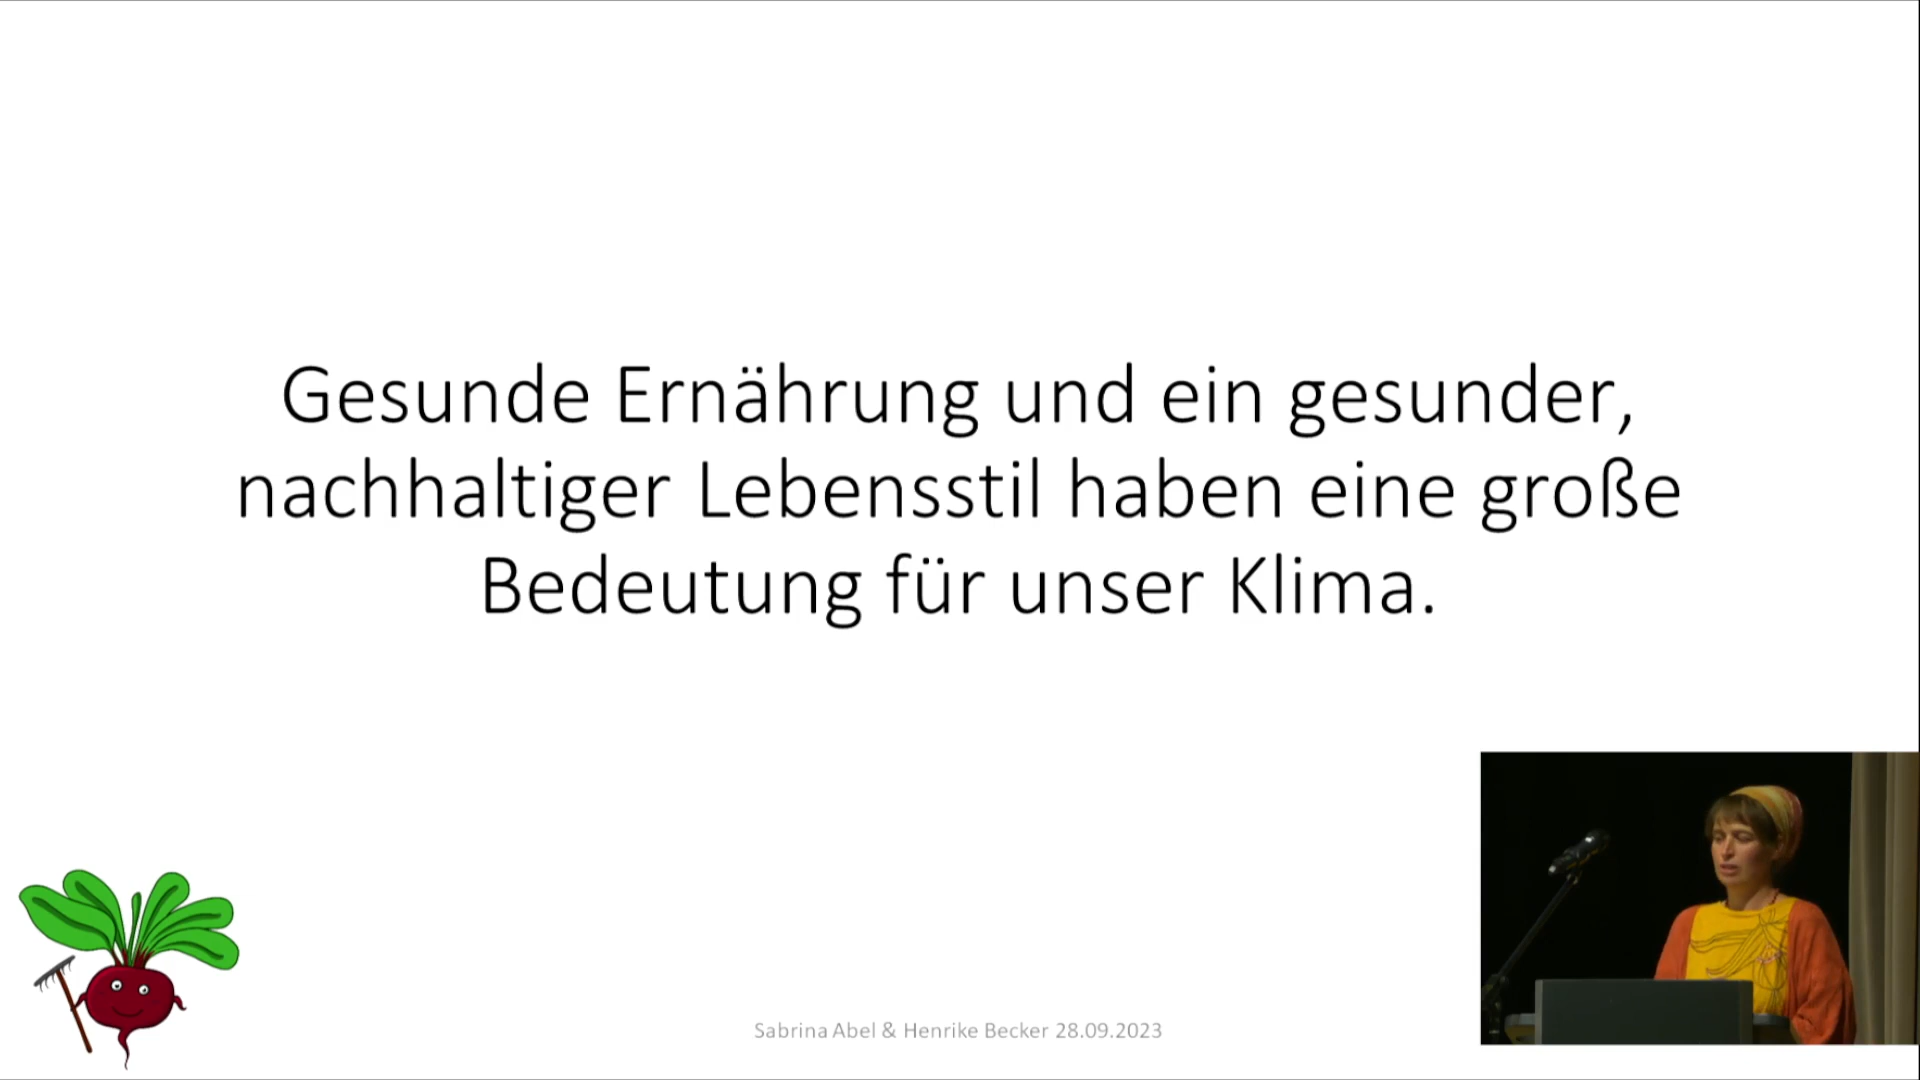 Gesunde Ernährung und ein gesunder,
nachhaltiger Lebensstil haben eine große
Bedeutung für unser Klima.
Sabrina Abel & Henrike Becker 28.09.2023